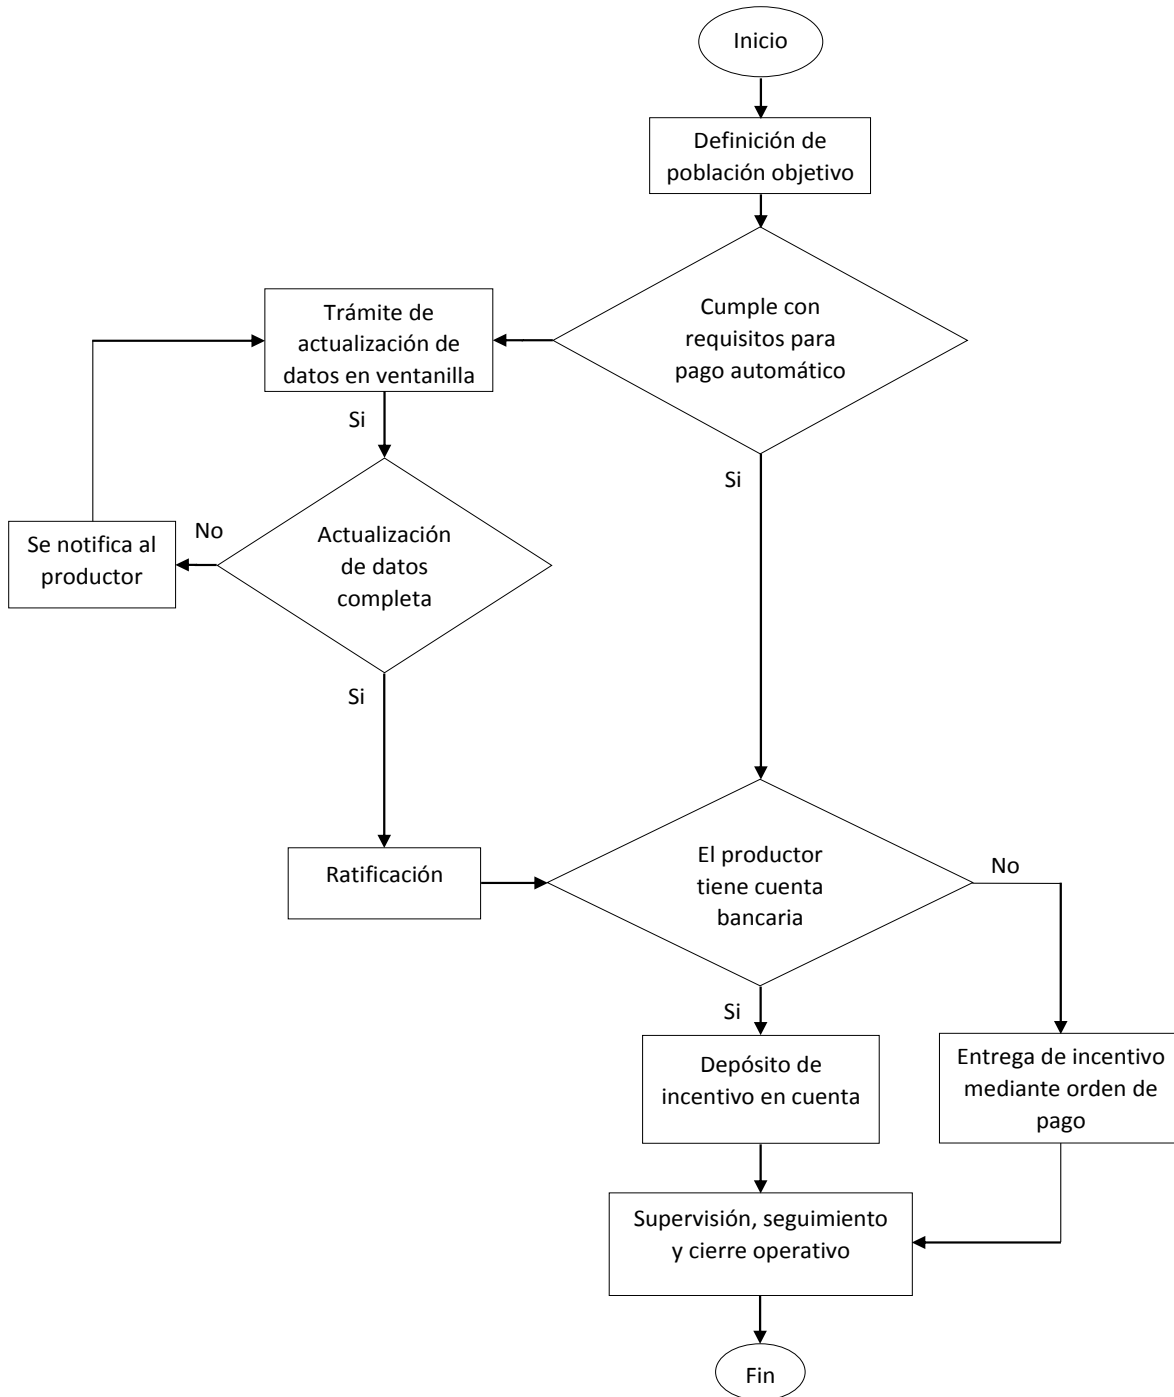 Inicio
Definición de
población objetivo
Cumple con
requisitos para
pago automático
Trámite de
actualización de
datos en ventanilla
Si
Si
Actualización
de datos
completa
No
Se notifica al
productor
Si
Ratificación
El productor
tiene cuenta
bancaria
No
Si
Depósito de
incentivo en cuenta
Entrega de incentivo
mediante orden de
pago
Supervisión, seguimiento
y cierre operativo
Fin